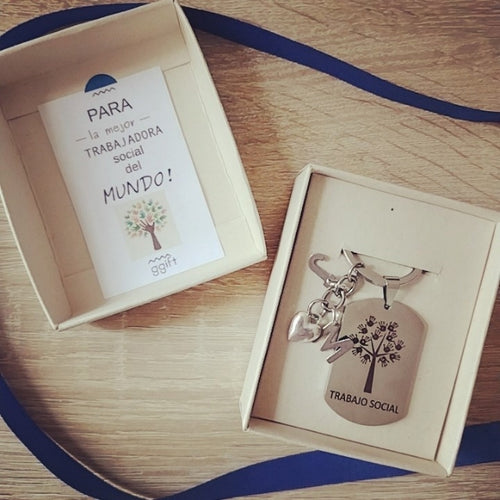 PARA
la mejor
TRABAJADORA
social
del
MUNDO!
ggift
TRABAJO SOCIAL